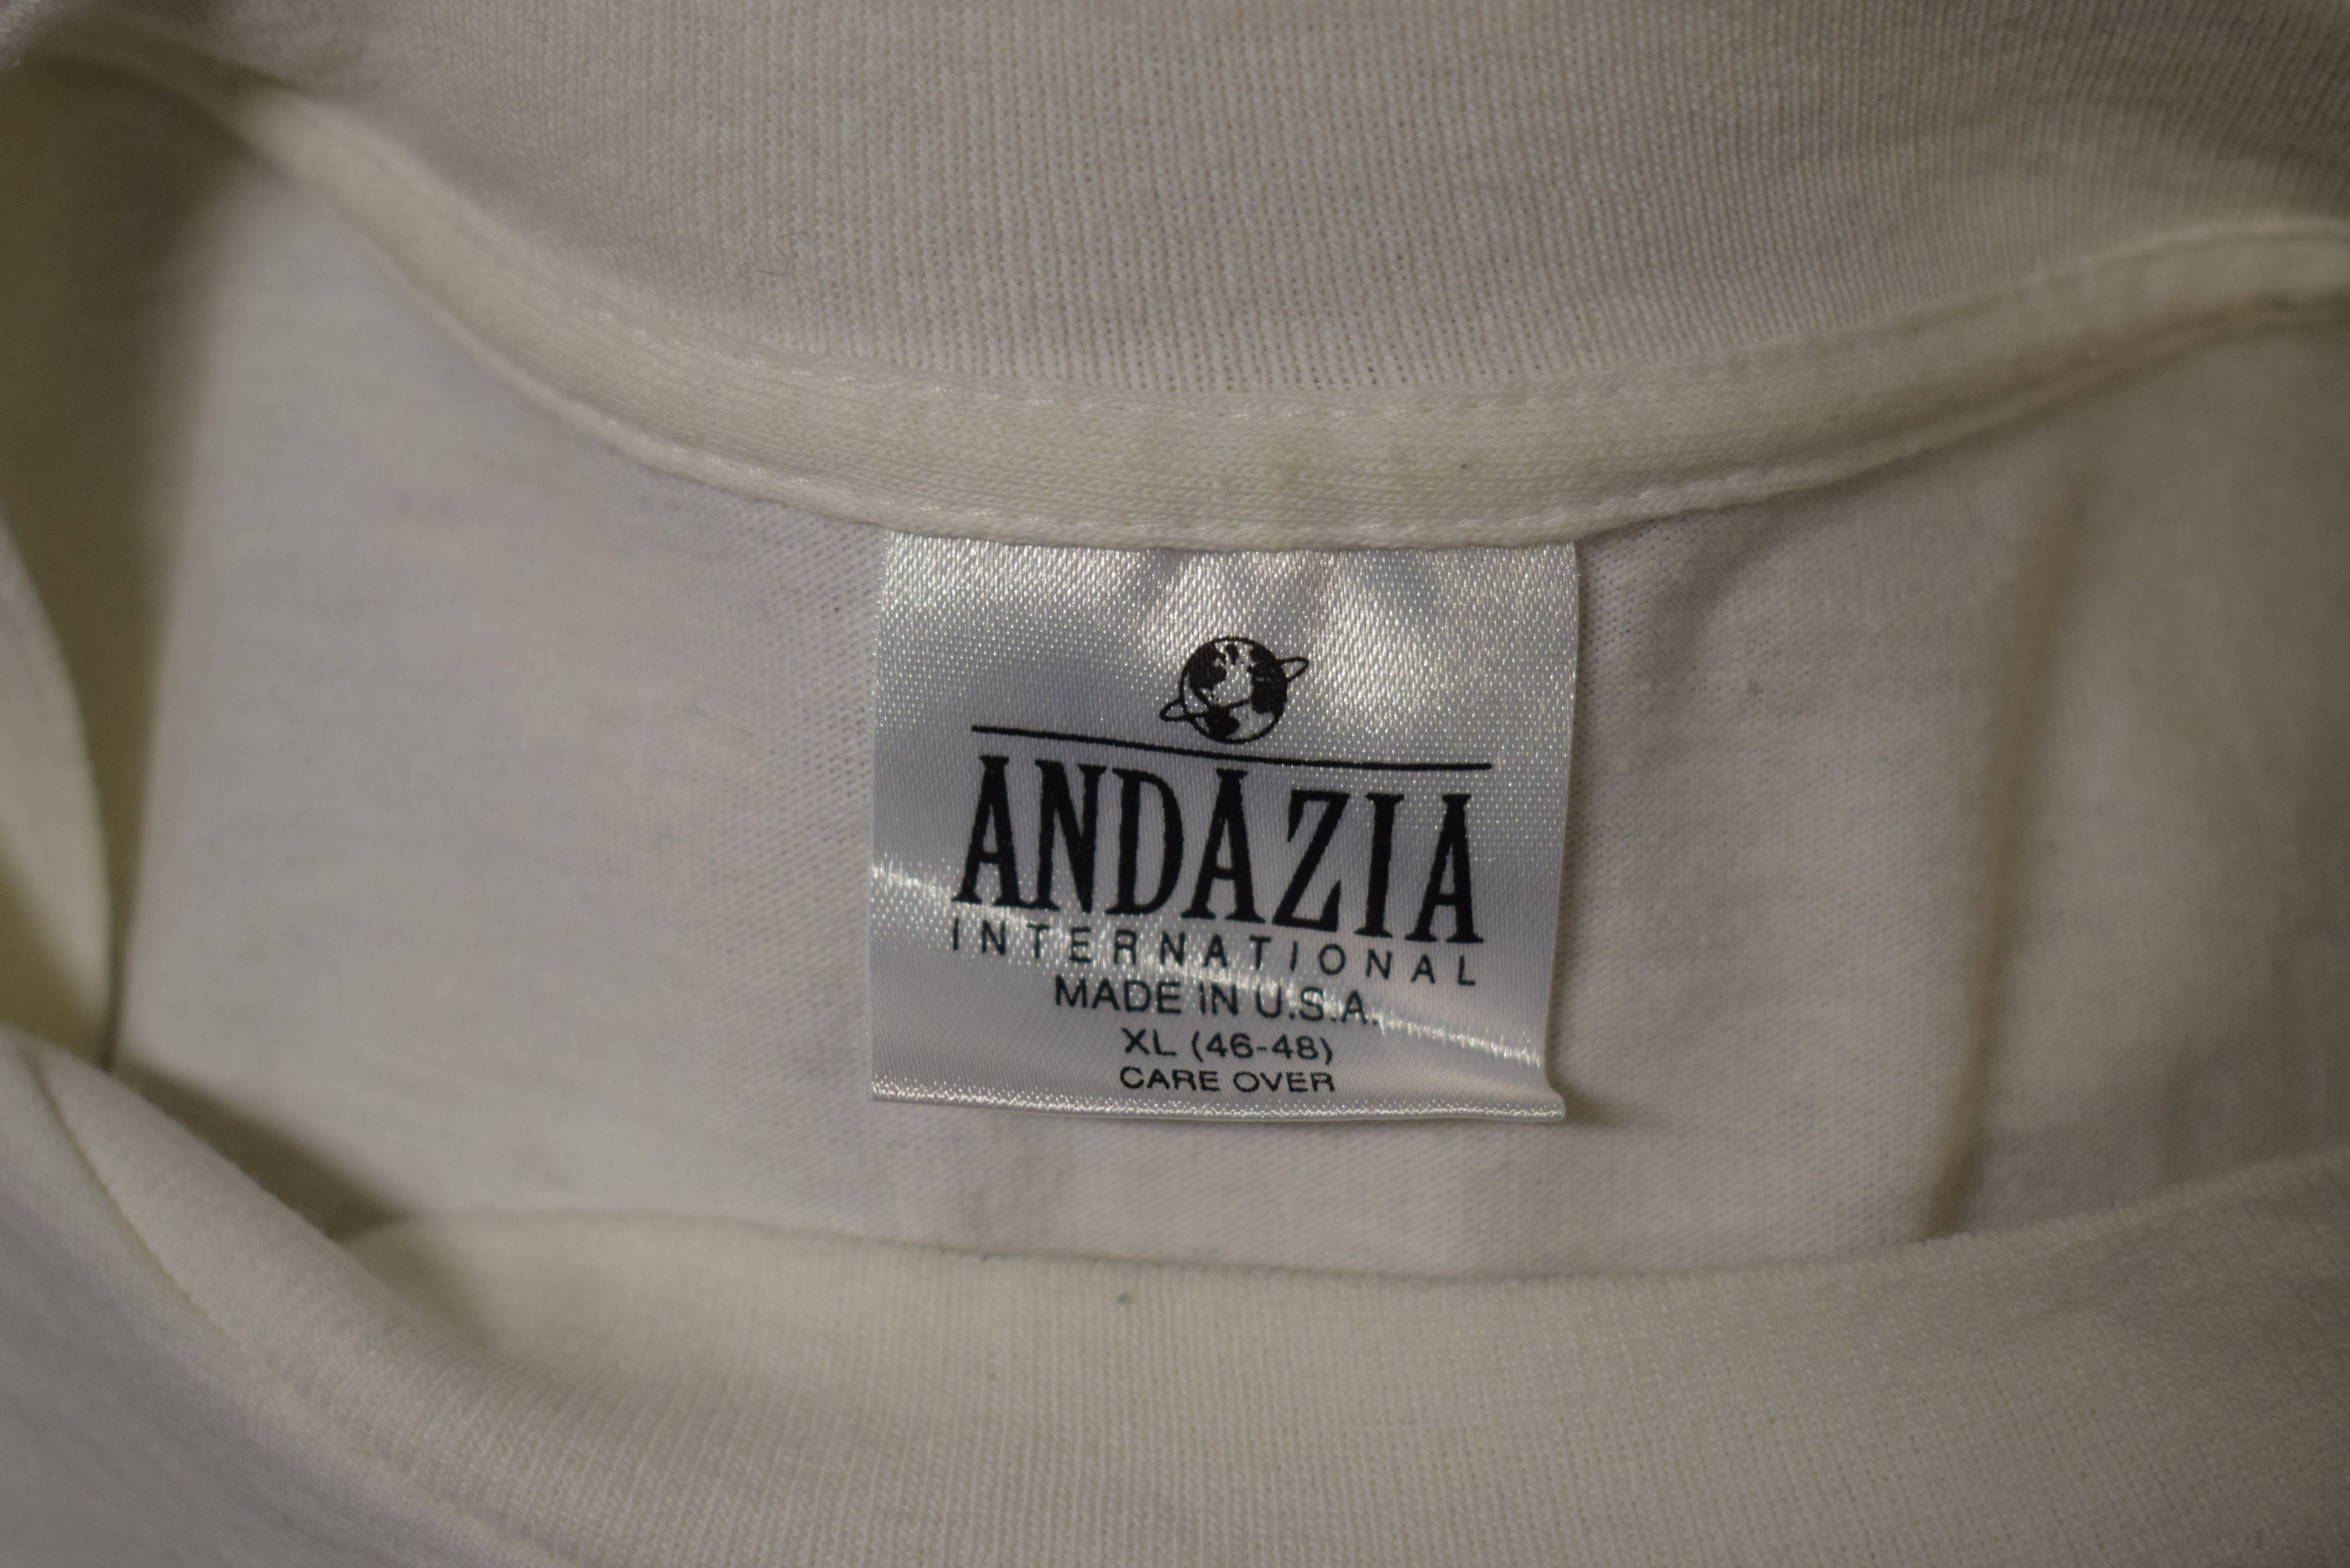 ANDAZIA
INTERNATIONAL
MADE IN U.S.A.
XL (46-48)
CARE OVER